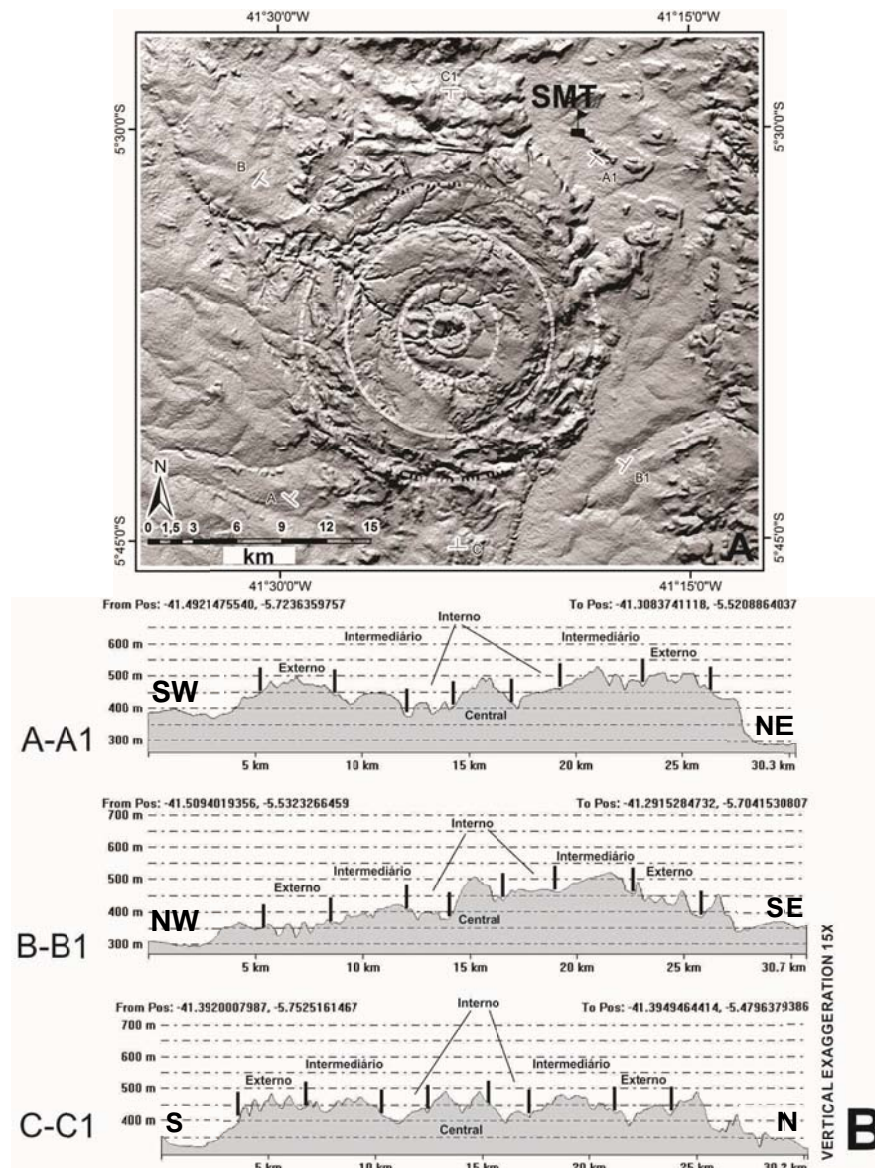 41°30'0"W 41°15'0"W
C1
SMT
5°30'0"S 5°30'0"S
B A1
N
A B1
0 1,5 3 6 9 12 15
km
C A
5°45'0"S 5°45'0"S
41°30'0"W 41°15'0"W
From Pos: -41.4921475540, -5.7236359757 To Pos: -41.3083741118, -5.5208864037
Interno
600 m Intermediário Intermediário
Externo Externo
500 m
SW
400 m Central
NE
A-A1
300 m
5 km 10 km 15 km 20 km 25 km 30.3 km
From Pos: -41.5094019356, -5.5323266459 To Pos: -41.2915284732, -5.7041530807
700 m
Interno
600 m
Intermediário Intermediário
Externo Externo
500 m
400 m NW Central SE
B-B1
300 m
5 km 10 km 15 km 20 km 25 km 30.7 km
From Pos: -41.3920007987, -5.7525161467 To Pos: -41.3949464414, -5.4796379386
Interno
700 m
600 m
Externo Intermediário Intermediário Externo
500 m
400 m S Central N
C-C1
5 km 10 km 15 km 20 km 25 km
VERTICAL EXAGGERATION 15X
B